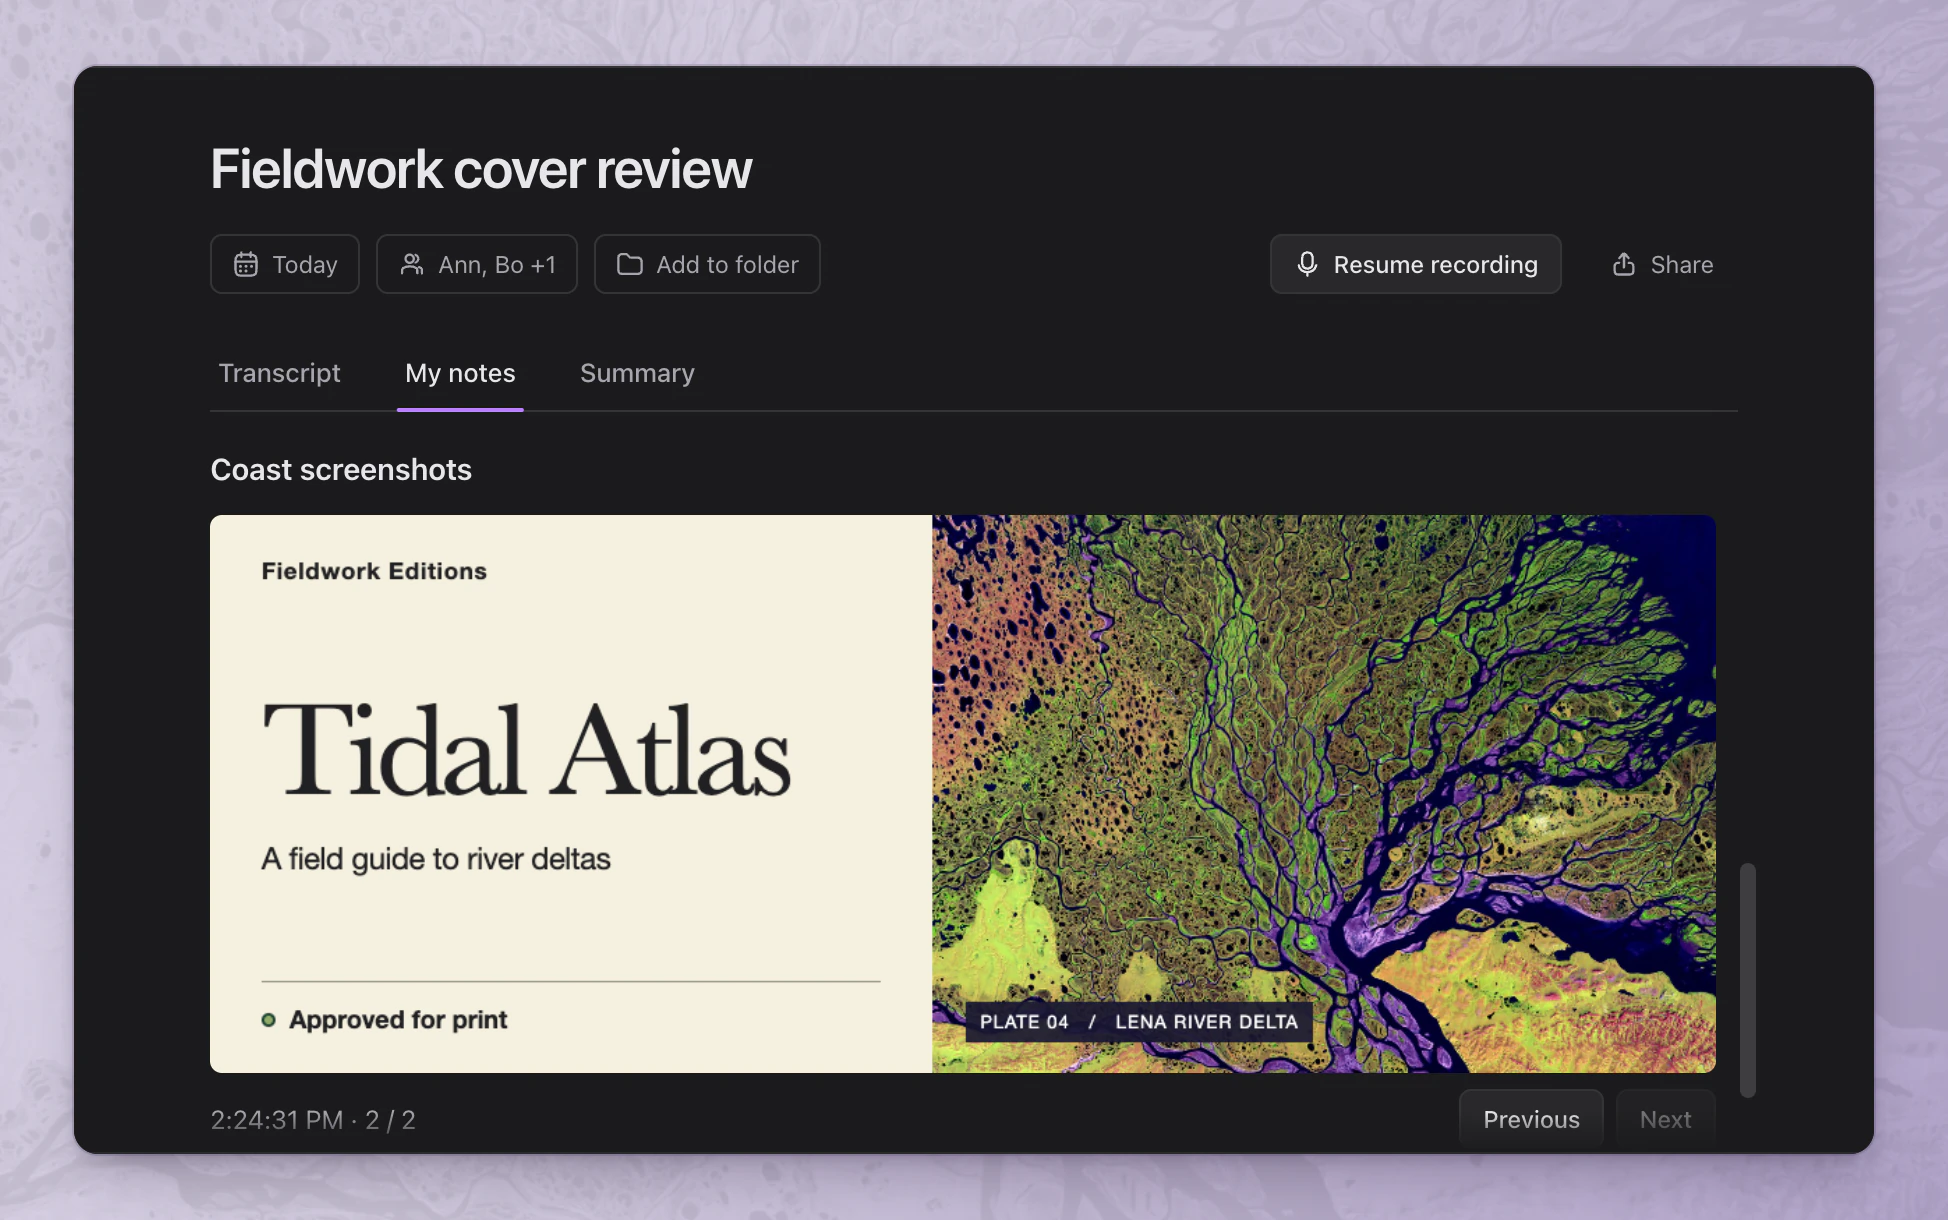 Fieldwork cover review
Today
Ann, Bo +1
Add to folder
Resume recording
Share
Transcript
My notes
Summary
Coast screenshots
Fieldwork Editions
Tidal Atlas
A field guide to river deltas
Approved for print
PLATE 04 / LENA RIVER DELTA
2:24:31 PM · 2 / 2
Previous
Next